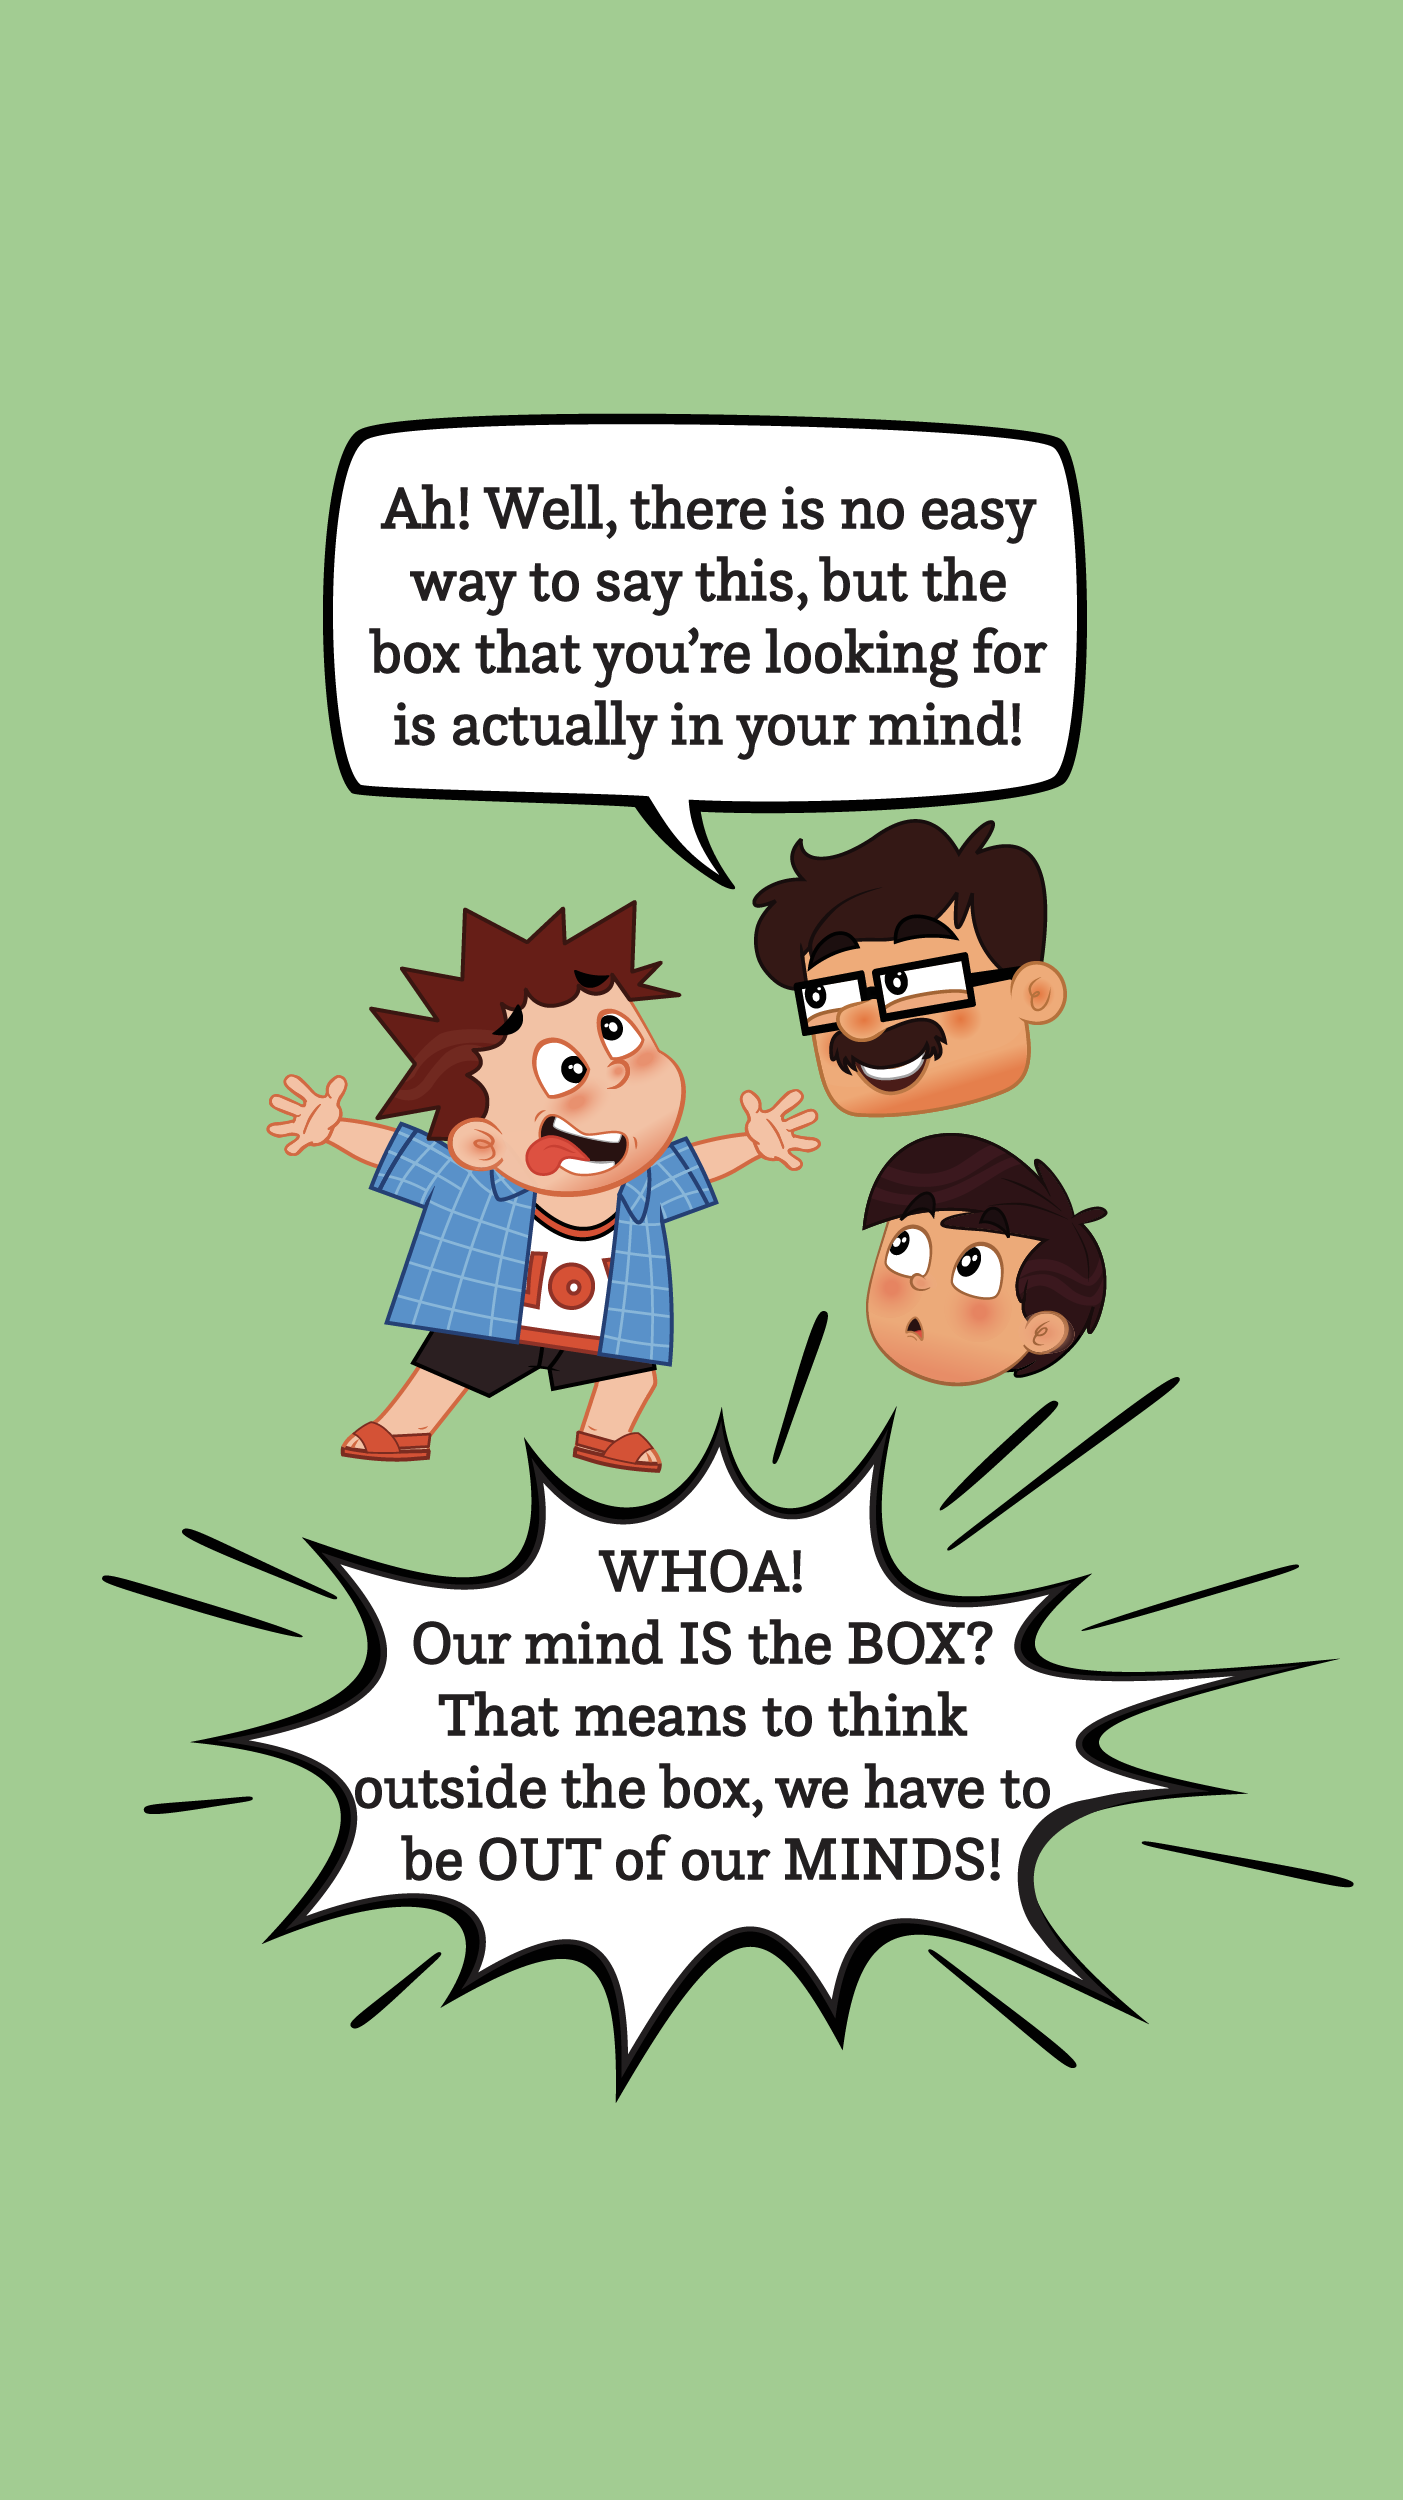 Ah! Well, there is no easy
way to say this, but the
box that you’re looking for
is actually in your mind!
WHOA!
Our mind IS the BOX?
That means to think
outside the box, we have to
be OUT of our MINDS!